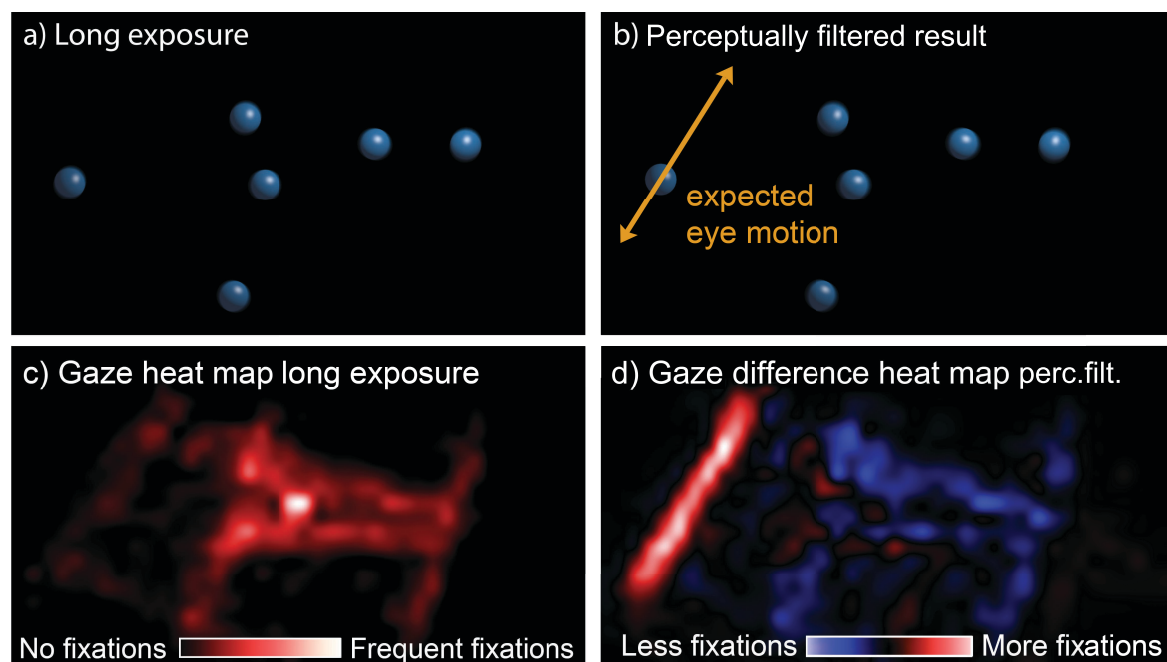 a) Long exposure
b) Perceptually filtered result
expected
eye motion
c) Gaze heat map long exposure
No fixations
Frequent fixations
d) Gaze difference heat map perc.filt.
Less fixations
More fixations